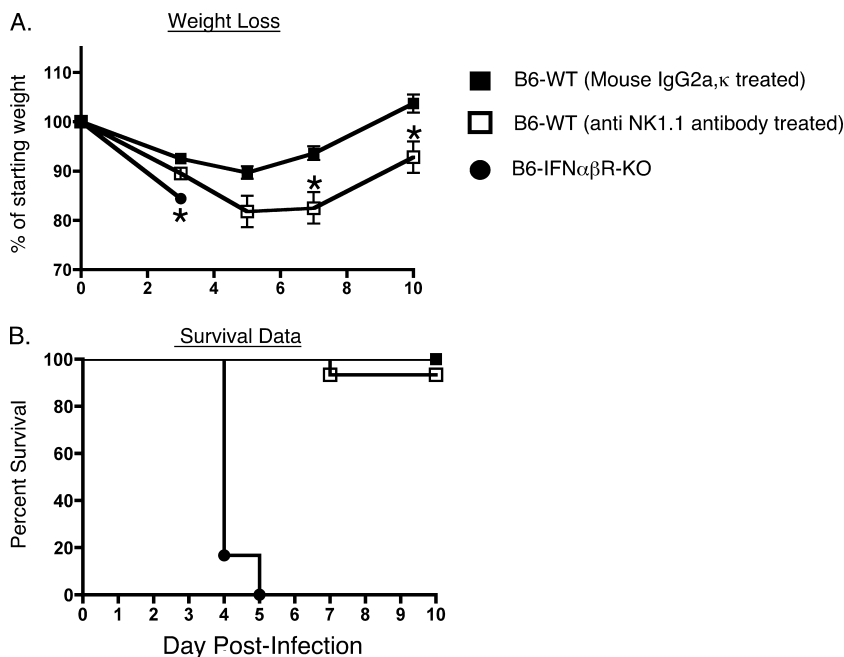 A.
Weight Loss
% of starting weight
110
100
90
80
70
0 2 4 6 8 10
*
*
*
B6-WT (Mouse IgG2a,κ treated)
B6-WT (anti NK1.1 antibody treated)
B6-IFNαβR-KO
B.
Survival Data
Percent Survival
100
80
60
40
20
0
0 1 2 3 4 5 6 7 8 9 10
Day Post-Infection